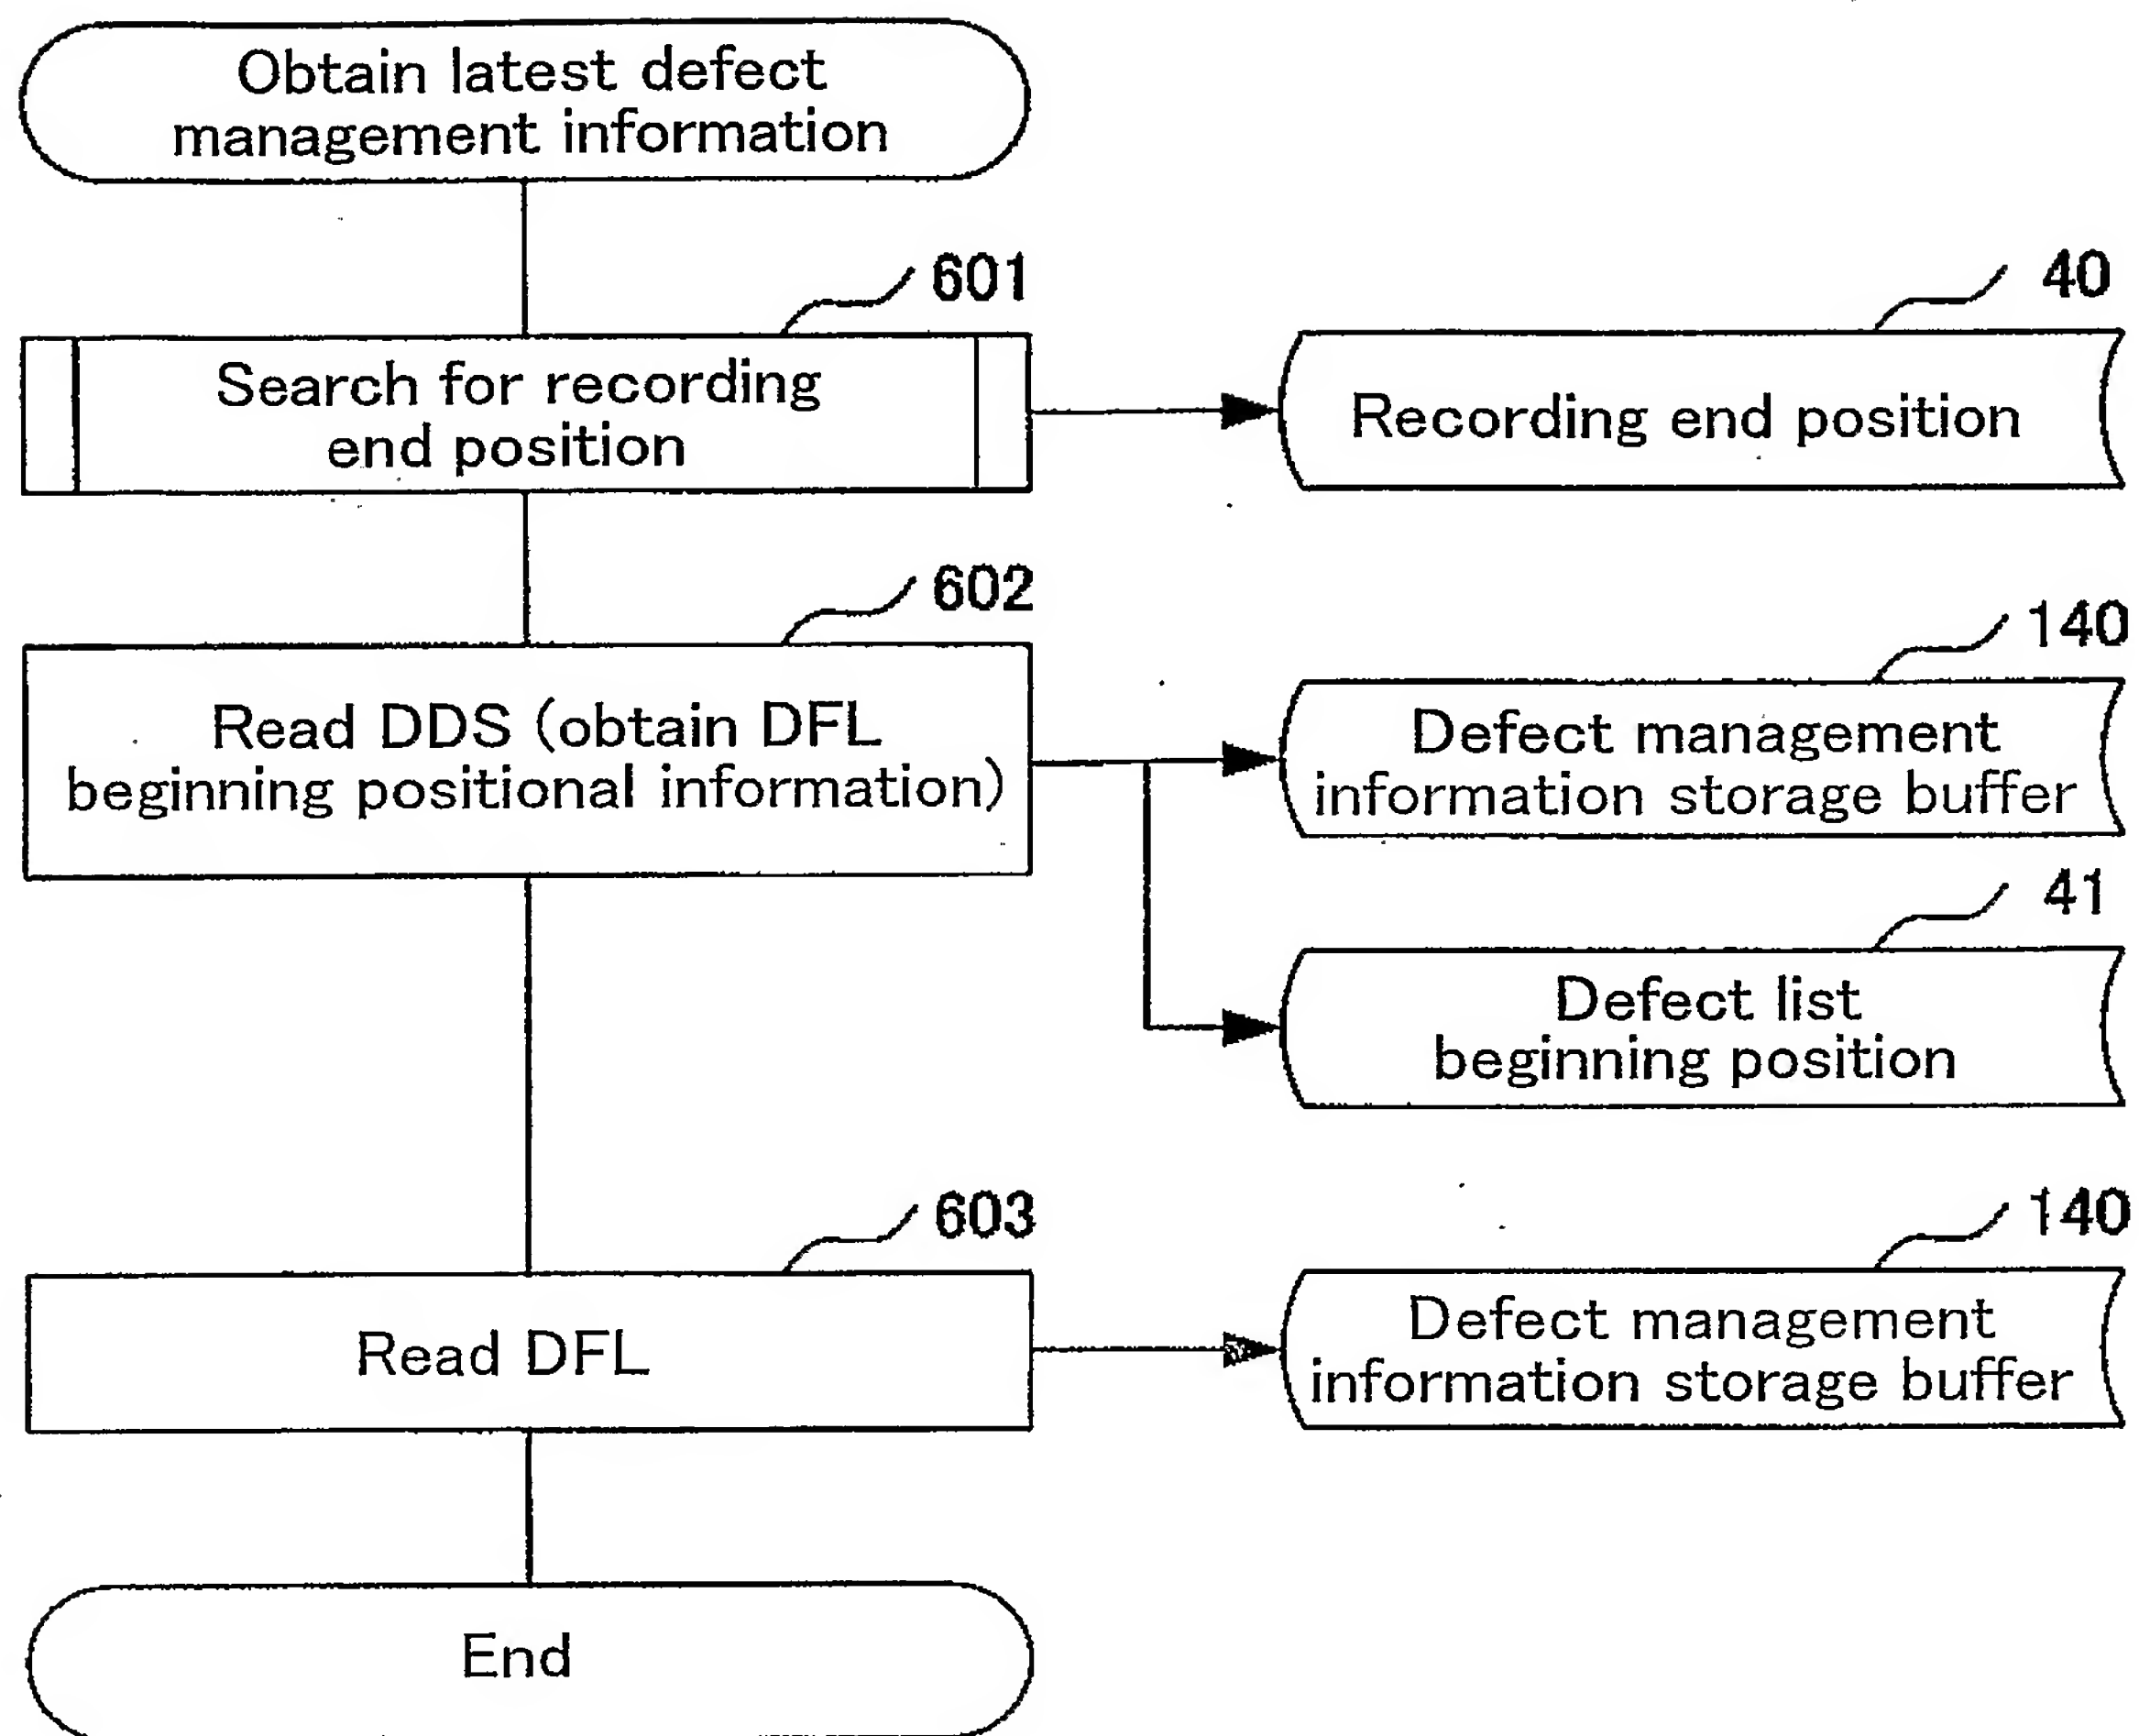 Obtain latest defect
management information
601
Search for recording
end position
40
Recording end position
602
Read DDS (obtain DFL
beginning positional information)
140
Defect management
information storage buffer
41
Defect list
beginning position
603
Read DFL
140
Defect management
information storage buffer
End